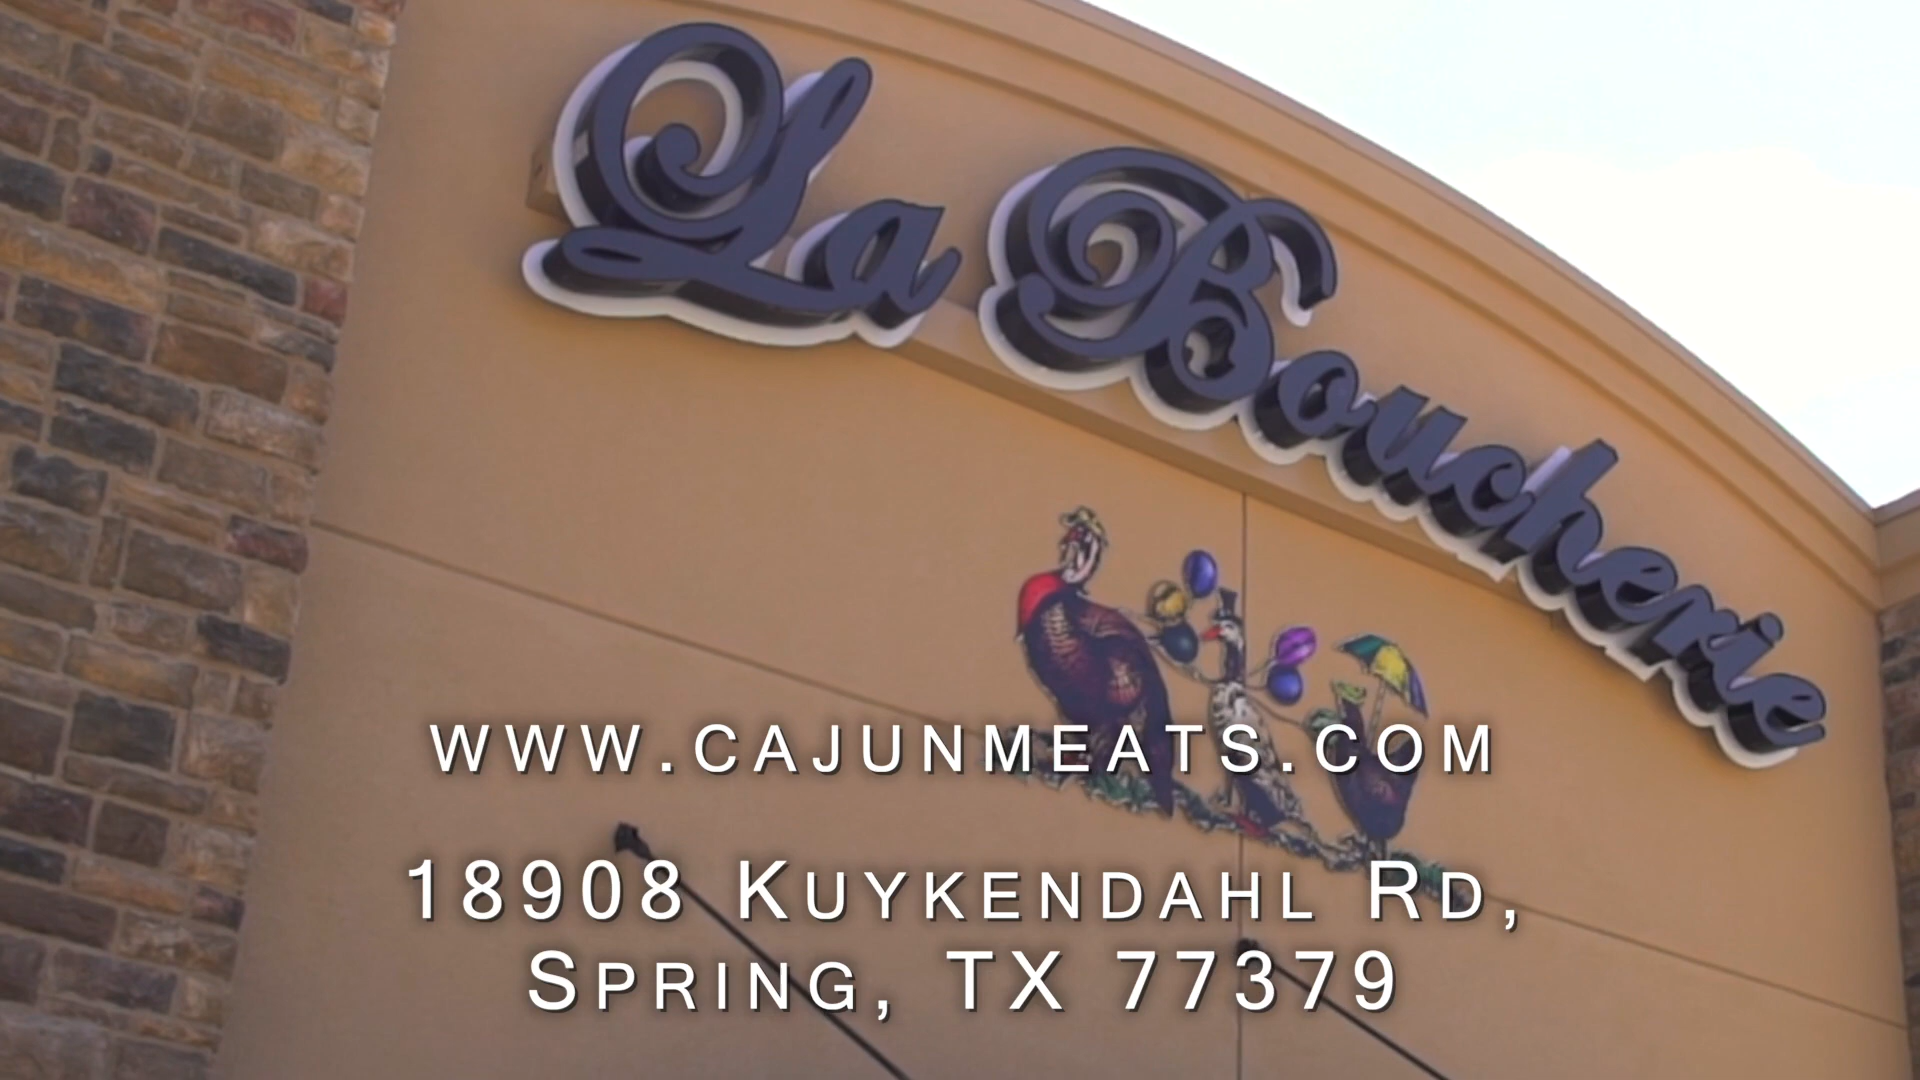 La Boucherie
WWW.CAJUNMEATS.COM
18908 KUYKENDAHL RD,
SPRING, TX 77379